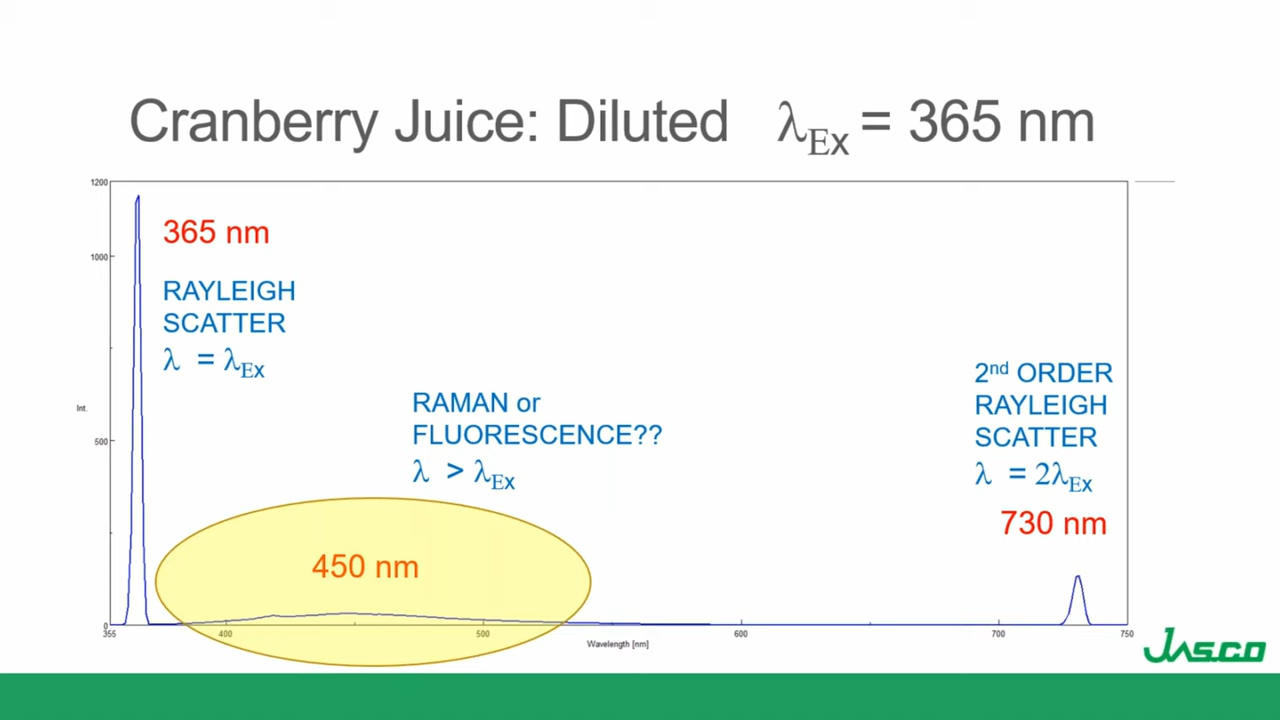 Cranberry Juice: Diluted λEx = 365 nm
1200
1000
500
0
Int.
365 nm
RAYLEIGH
SCATTER
λ = λEx
RAMAN or
FLUORESCENCE??
λ > λEx
450 nm
2nd ORDER
RAYLEIGH
SCATTER
λ = 2λEx
730 nm
355 400 500 600 700 750
Wavelength [nm]
JASCO